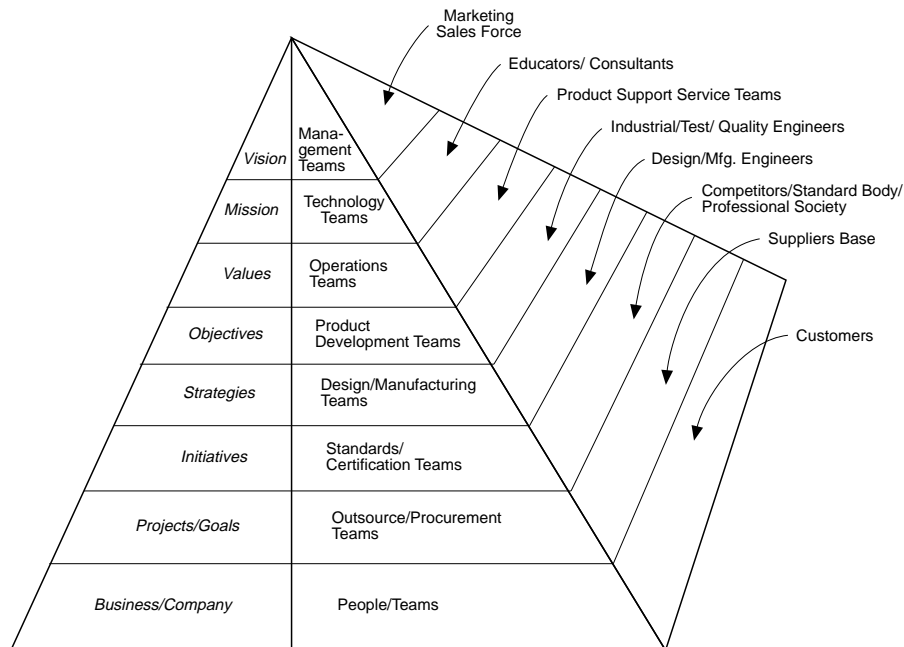 Marketing
Sales Force
Educators/ Consultants
Product Support Service Teams
Industrial/Test/ Quality Engineers
Design/Mfg. Engineers
Competitors/Standard Body/
Professional Society
Suppliers Base
Customers
Vision
Mana-
gement
Teams
Mission
Technology
Teams
Values
Operations
Teams
Objectives
Product
Development Teams
Strategies
Design/Manufacturing
Teams
Initiatives
Standards/
Certification Teams
Projects/Goals
Outsource/Procurement
Teams
Business/Company
People/Teams